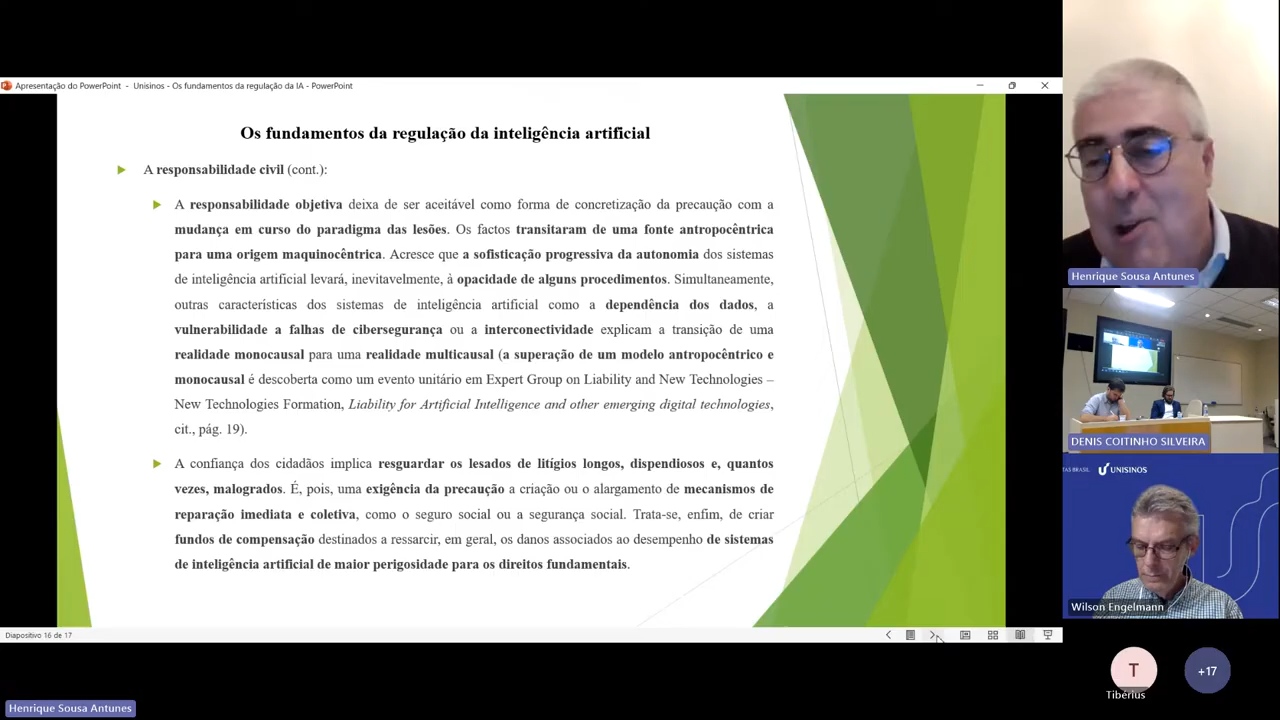 Apresentação do PowerPoint - Unisinos - Os fundamentos da regulação da IA - PowerPoint
Os fundamentos da regulação da inteligência artificial
A responsabilidade civil (cont.):
A responsabilidade objetiva deixa de ser aceitável como forma de concretização da precaução com a
mudança em curso do paradigma das lesões. Os factos transitaram de uma fonte antropocêntrica
para uma origem maquinocêntrica. Acresce que a sofisticação progressiva da autonomia dos sistemas
de inteligência artificial levará, inevitavelmente, à opacidade de alguns procedimentos. Simultaneamente,
outras características dos sistemas de inteligência artificial como a dependência dos dados, a
vulnerabilidade a falhas de cibersegurança ou a interconectividade explicam a transição de uma
realidade monocausal para uma realidade multicausal (a superação de um modelo antropocêntrico e
monocausal é descoberta como um evento unitário em Expert Group on Liability and New Technologies –
New Technologies Formation, Liability for Artificial Intelligence and other emerging digital technologies,
cit., pág. 19).
A confiança dos cidadãos implica resguardar os lesados de litígios longos, dispendiosos e, quantos
vezes, malogrados. É, pois, uma exigência da precaução a criação ou o alargamento de mecanismos de
reparação imediata e coletiva, como o seguro social ou a segurança social. Trata-se, enfim, de criar
fundos de compensação destinados a ressarcir, em geral, os danos associados ao desempenho de sistemas
de inteligência artificial de maior perigosidade para os direitos fundamentais.
Diapositivo 16 de 17
Henrique Sousa Antunes
Henrique Sousa Antunes
DENIS COITINHO SILVEIRA
TAS BRASIL
UNISINOS
Wilson Engelmann
T
Tibérius
+17